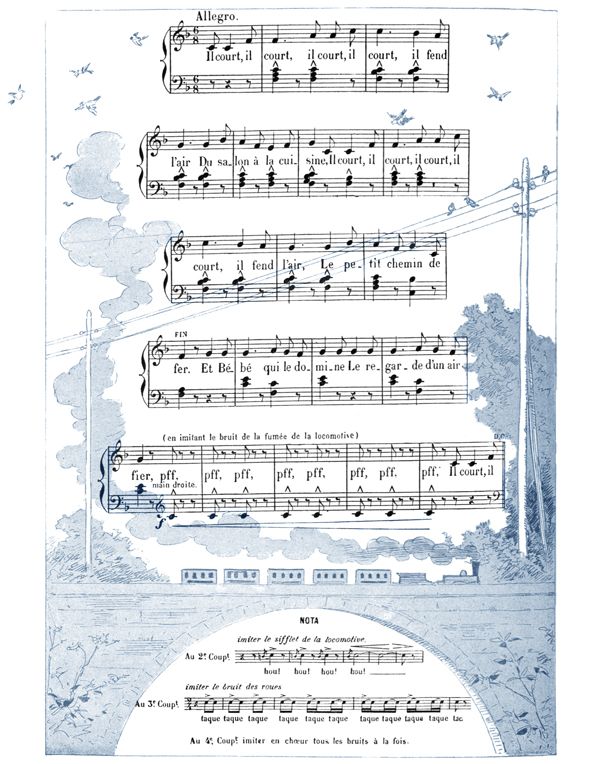 Allegro.
Il court, il court, il court, il court, il fend
l'air Du salon à la cuisine, Il court, il court, il court, il
court, il fend l'air, Le petit chemin de
FIN
fer. Et Bébé qui le domine Le regarde d'un air
(en imitant le bruit de la fumée de la locomotive)
fier, pff, pff, pff, pff, pff, pff, pff, pff, pff, Il court, il
main droite.
f
NOTA
imiter le sifflet de la locomotive.
Au 2e Coupt. hou! hou! hou! hou!
imiter le bruit des roues
Au 3e Coupt. taque taque taque taque taque taque taque taque taque taque tac.
Au 4e Coupt. imiter en chœur tous les bruits à la fois.